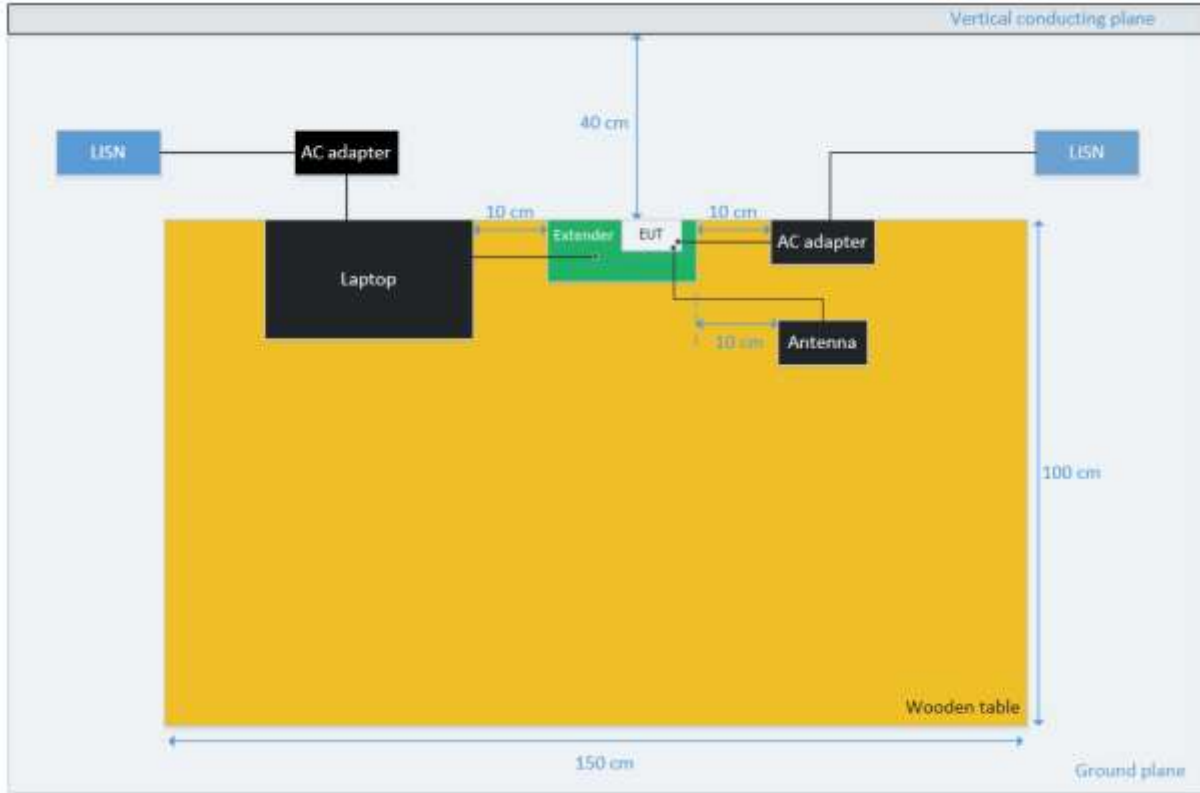 Vertical conducting plane
40 cm
LISN
AC adapter
LISN
10 cm
10 cm
Extender
EUT
AC adapter
Laptop
10 cm
Antenna
100 cm
Wooden table
150 cm
Ground plane